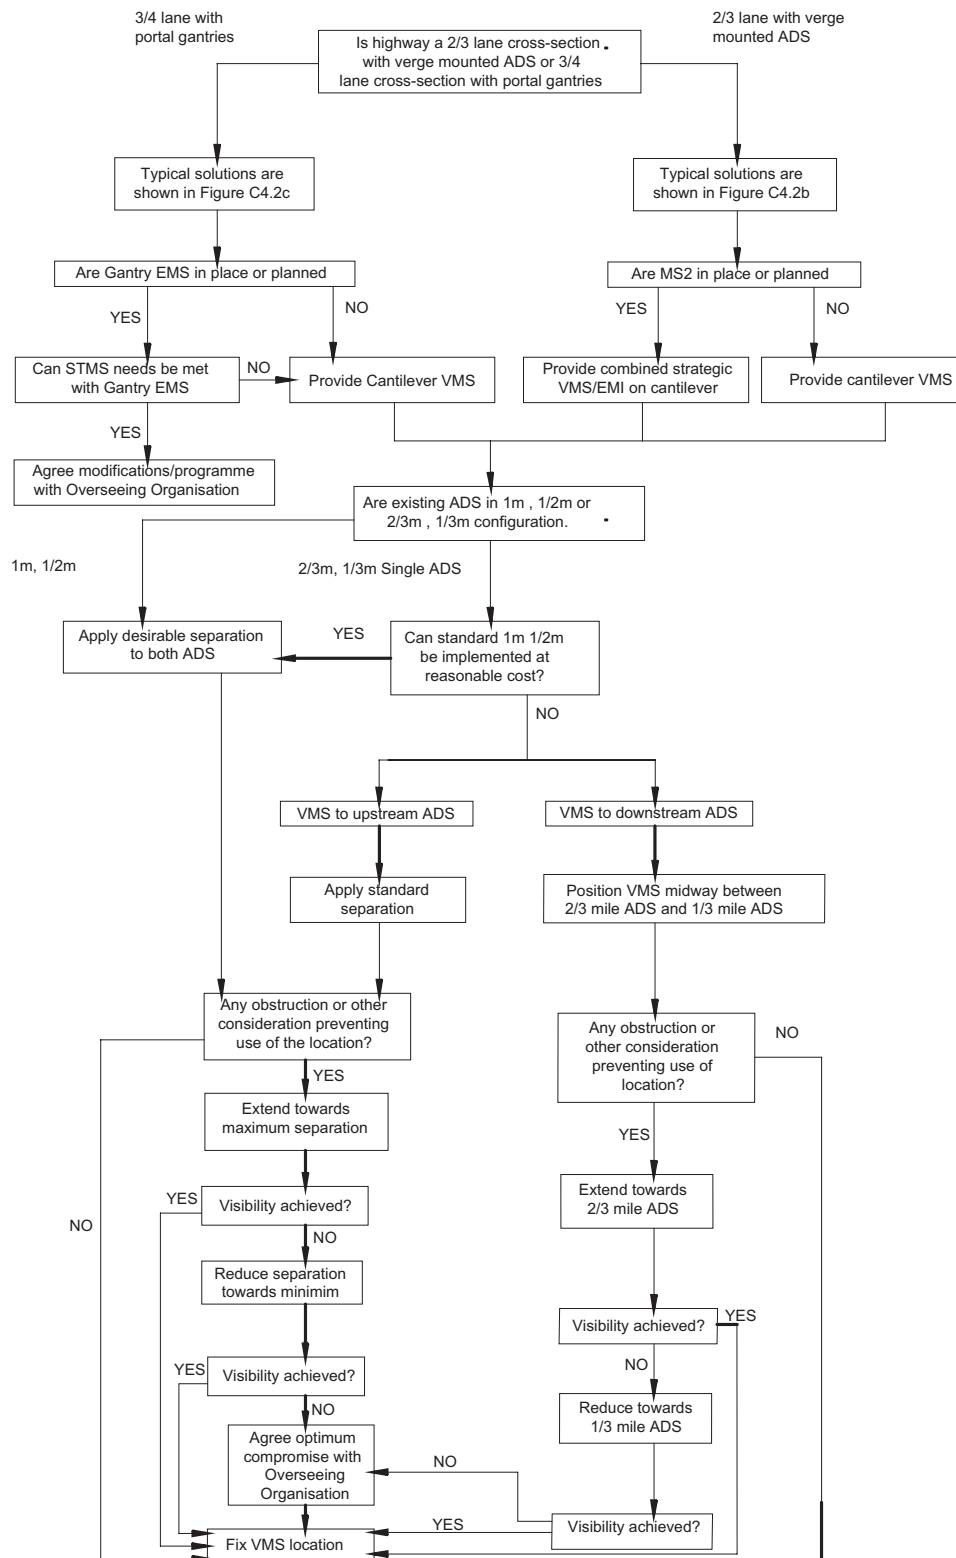 3/4 lane with
portal gantries
2/3 lane with verge
mounted ADS
Is highway a 2/3 lane cross-section
with verge mounted ADS or 3/4
lane cross-section with portal gantries
Typical solutions are
shown in Figure C4.2c
Typical solutions are
shown in Figure C4.2b
Are Gantry EMS in place or planned
Are MS2 in place or planned
YES
NO
YES
NO
Can STMS needs be met
with Gantry EMS
NO
Provide Cantilever VMS
Provide combined strategic
VMS/EMI on cantilever
Provide cantilever VMS
YES
Agree modifications/programme
with Overseeing Organisation
Are existing ADS in 1m , 1/2m or
2/3m , 1/3m configuration.
1m, 1/2m
2/3m, 1/3m Single ADS
Apply desirable separation
to both ADS
YES
Can standard 1m 1/2m
be implemented at
reasonable cost?
NO
VMS to upstream ADS
VMS to downstream ADS
Apply standard
separation
Position VMS midway between
2/3 mile ADS and 1/3 mile ADS
Any obstruction or other
consideration preventing
use of the location?
Any obstruction or
other consideration
preventing use of
location?
NO
YES
Extend towards
maximum separation
YES
Extend towards
2/3 mile ADS
YES
Visibility achieved?
NO
NO
Reduce separation
towards minimim
Visibility achieved?
YES
NO
YES
Visibility achieved?
Reduce towards
1/3 mile ADS
NO
Agree optimum
compromise with
Overseeing
Organisation
NO
Visibility achieved?
YES
Fix VMS location